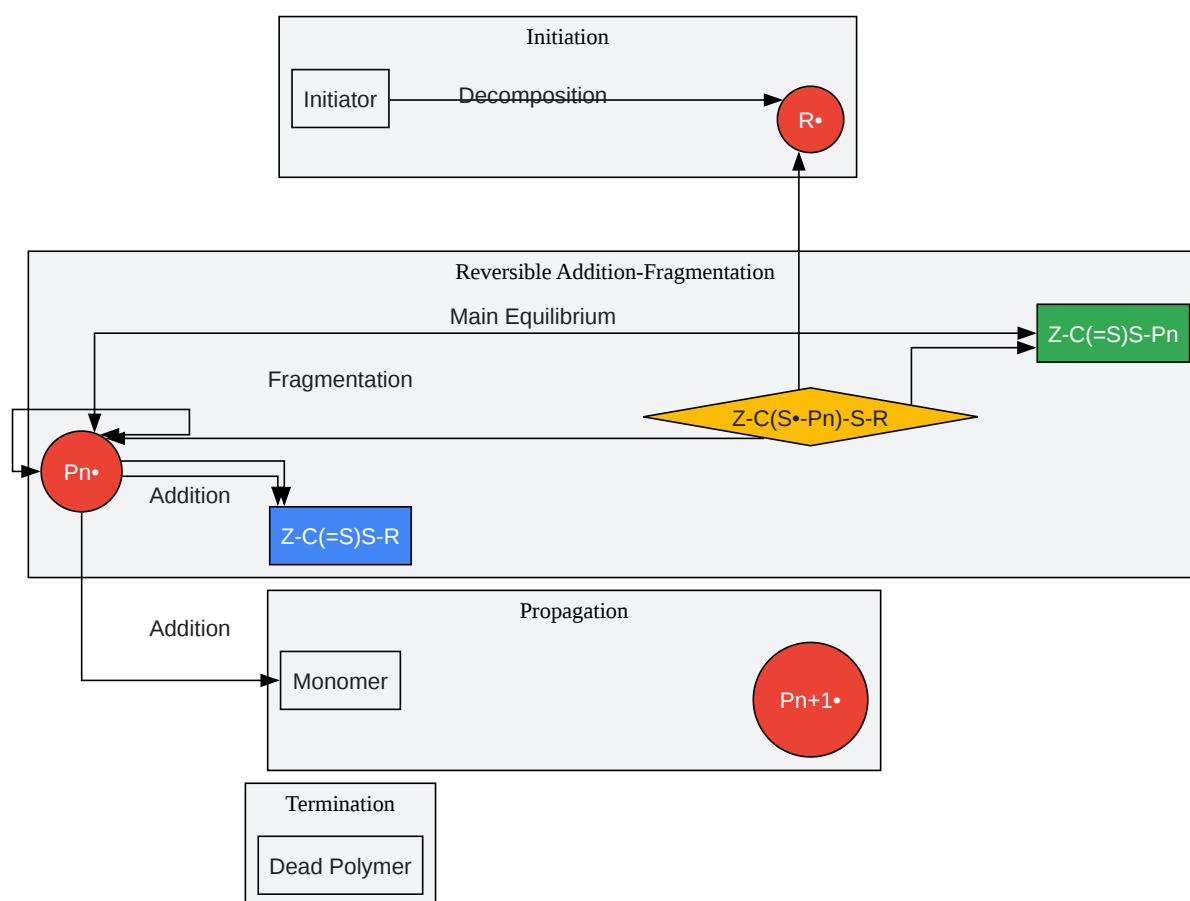 Initiation
Initiator
Decomposition
R•
Reversible Addition-Fragmentation
Main Equilibrium
Z-C(=S)S-Pn
Fragmentation
Z-C(S•-Pn)-S-R
Pn•
Addition
Z-C(=S)S-R
Propagation
Addition
Monomer
Pn+1•
Termination
Dead Polymer